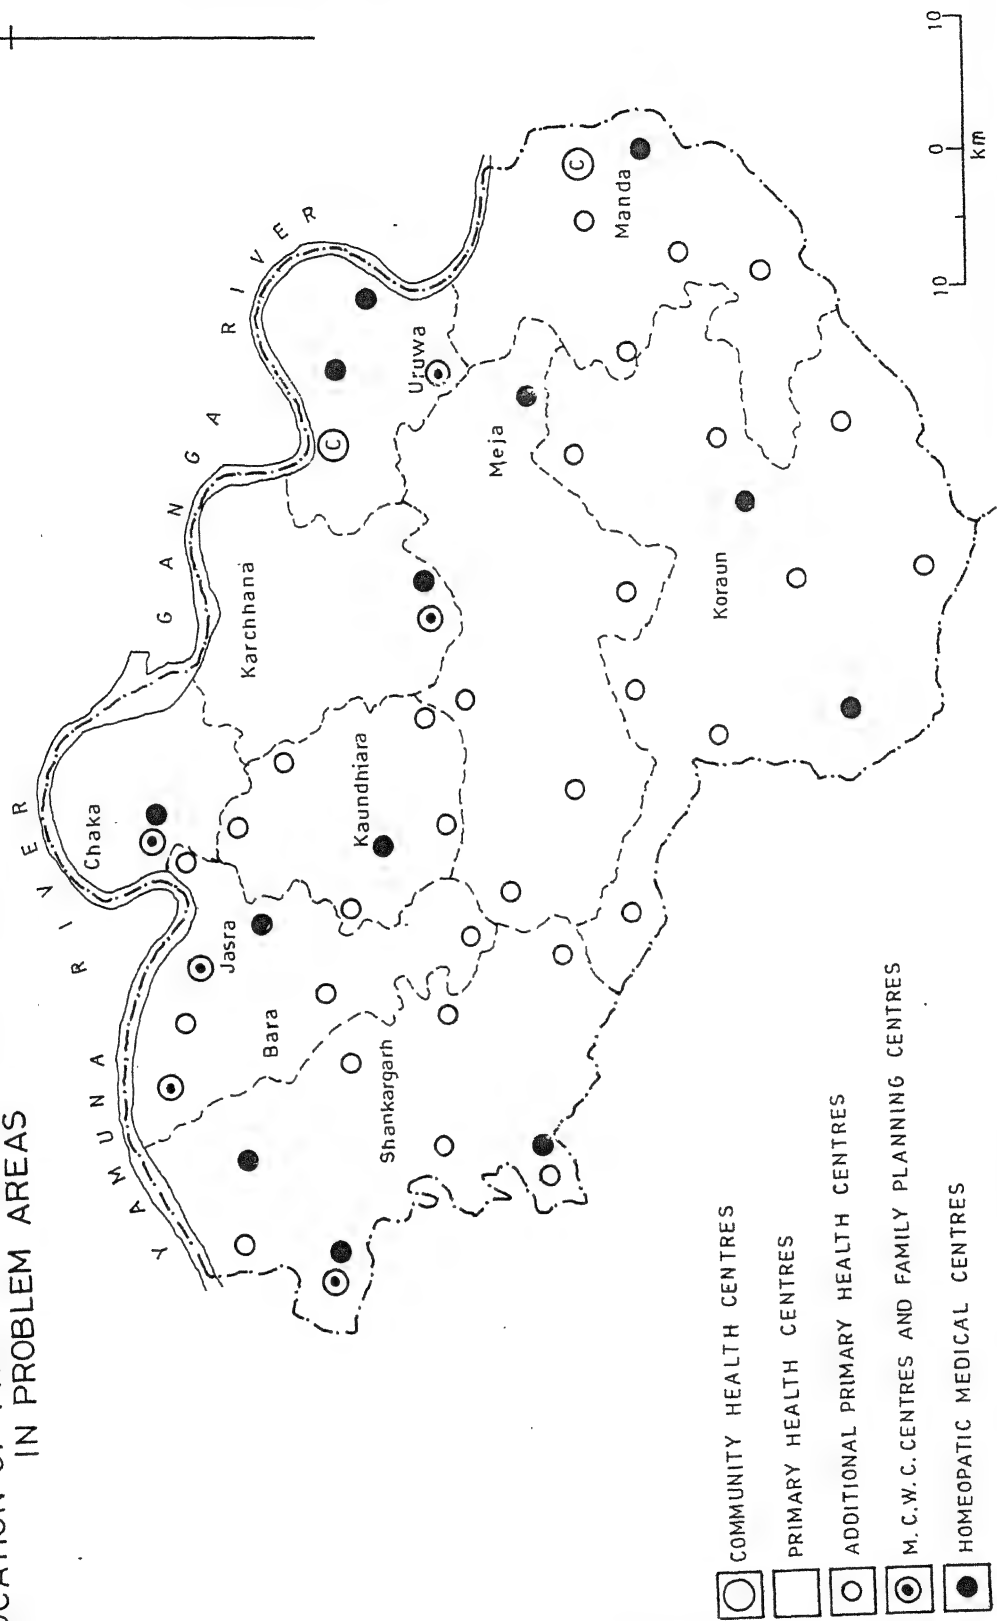 IN PROBLEM AREAS
YAMUNA RIVER
GANGA RIVER
Chaka
Karchhanā
Uruwa
Jasra
Bara
Kaundhiara
Meja
Manda
Shankargarh
Koraun
C
C
COMMUNITY HEALTH CENTRES
PRIMARY HEALTH CENTRES
ADDITIONAL PRIMARY HEALTH CENTRES
M.C.W.C. CENTRES AND FAMILY PLANNING CENTRES
HOMEOPATIC MEDICAL CENTRES
10 0 10
km